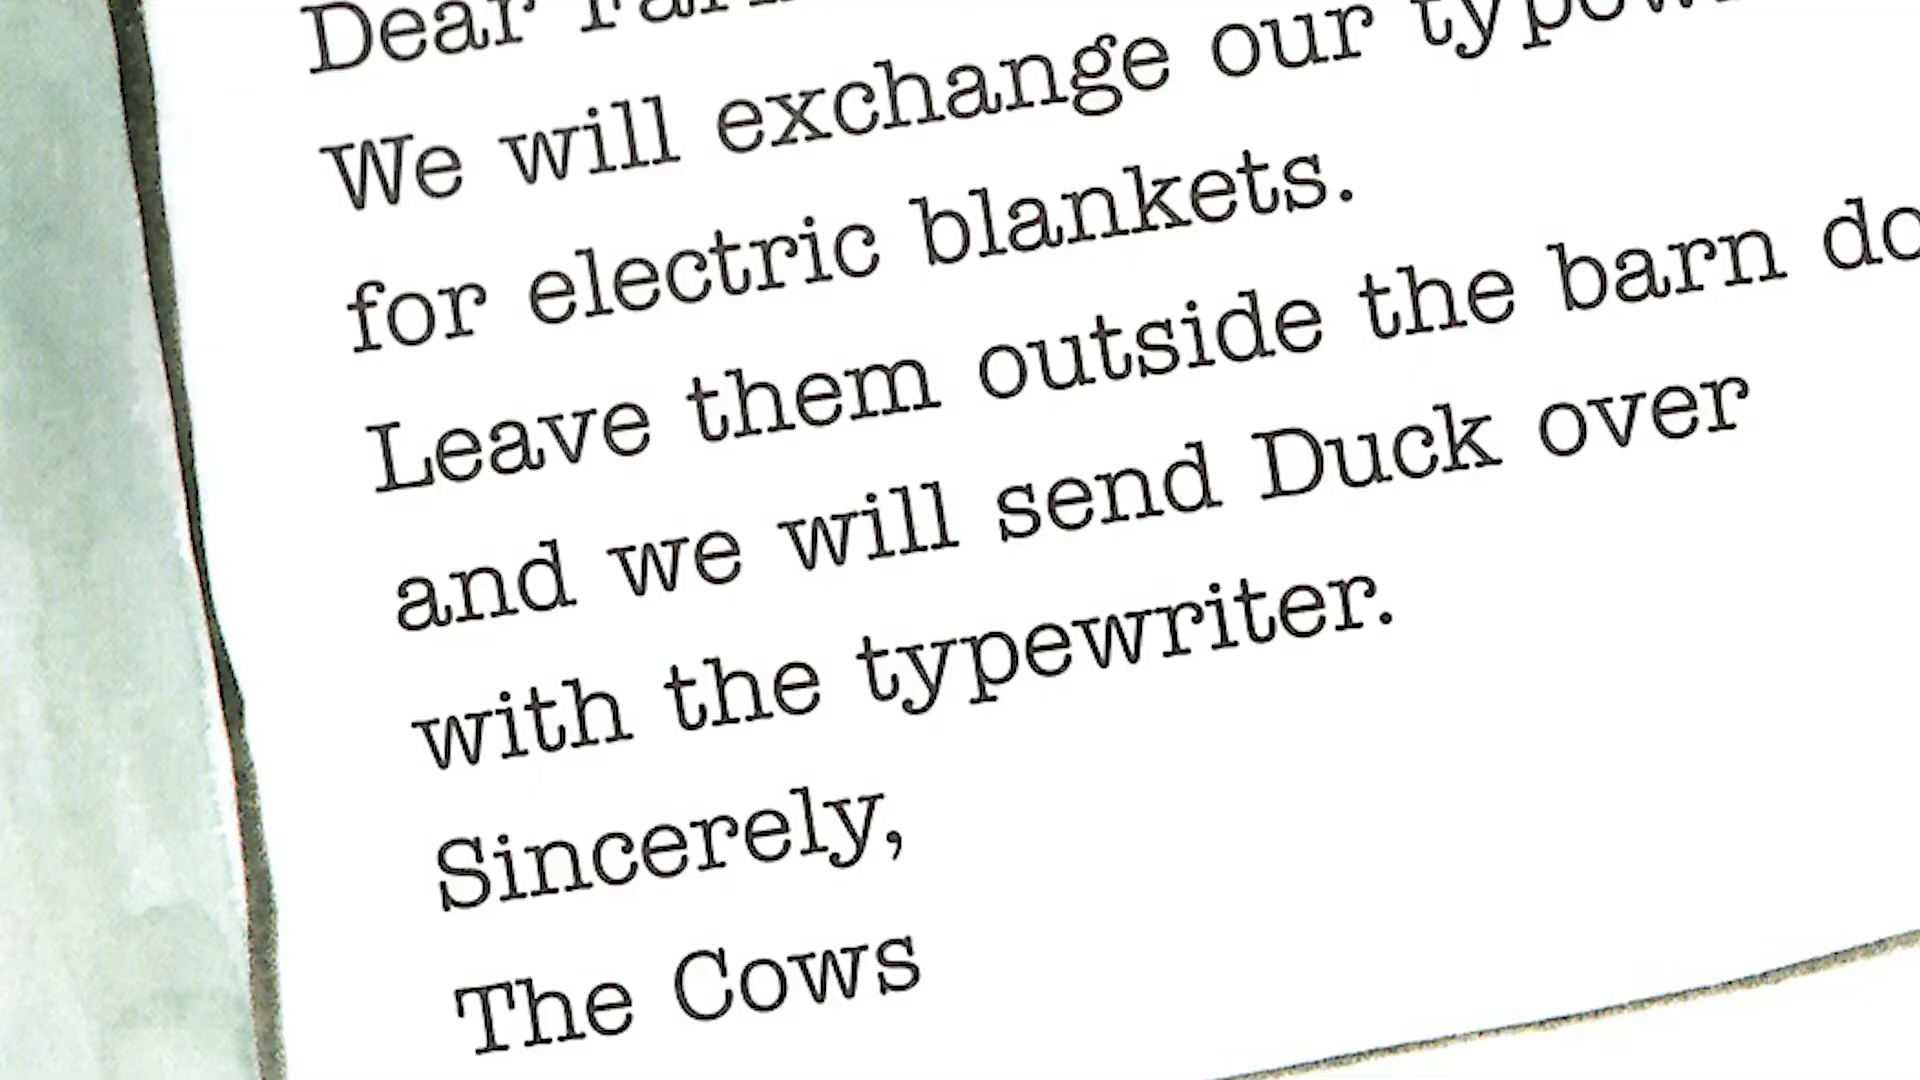 Dear
We will exchange our
for electric blankets.
Leave them outside the barn
and we will send Duck over
with the typewriter.
Sincerely,
The Cows